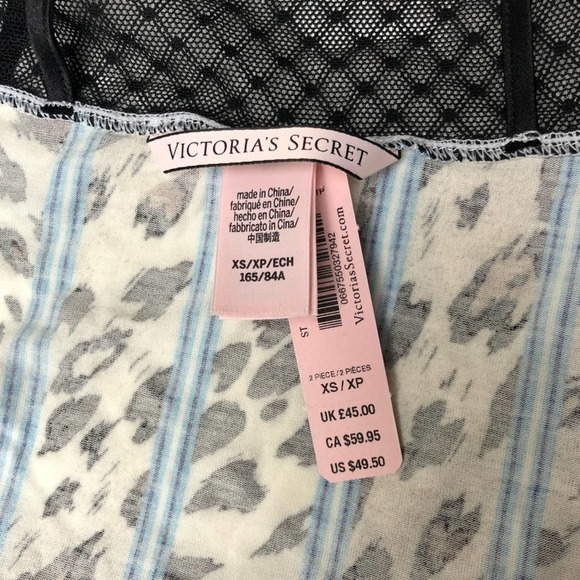 VICTORIA'S SECRET
made in China/
fabriqué en Chine/
hecho en China/
fabbricato in Cina/
中国制造
XS/XP/ECH
165/84A
ST
0667550327942
VictoriasSecret.com
2 PIECE/2 PIÈCES
XS/XP
UK £45.00
CA $59.95
US $49.50